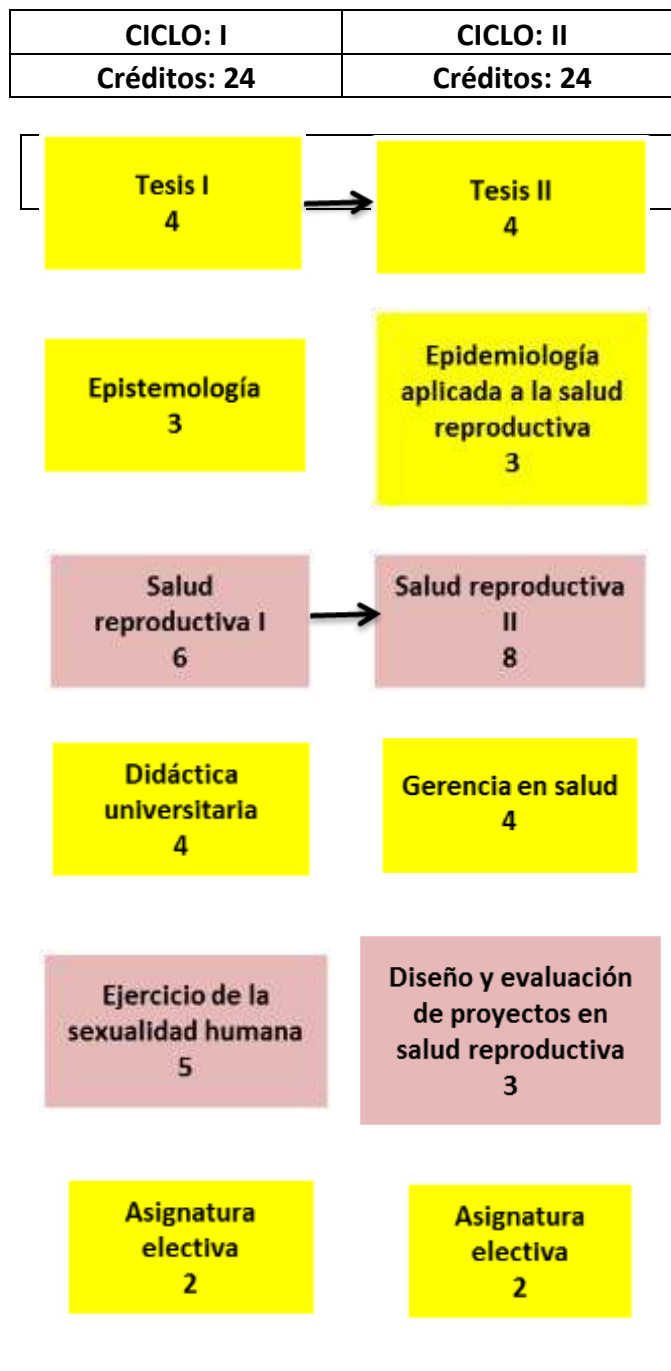 CICLO: I CICLO: II
Créditos: 24 Créditos: 24
Tesis I
4
Tesis II
4
Epistemología
3
Epidemiología
aplicada a la salud
reproductiva
3
Salud
reproductiva I
6
Salud reproductiva
II
8
Didáctica
universitaria
4
Gerencia en salud
4
Ejercicio de la
sexualidad humana
5
Diseño y evaluación
de proyectos en
salud reproductiva
3
Asignatura
electiva
2
Asignatura
electiva
2